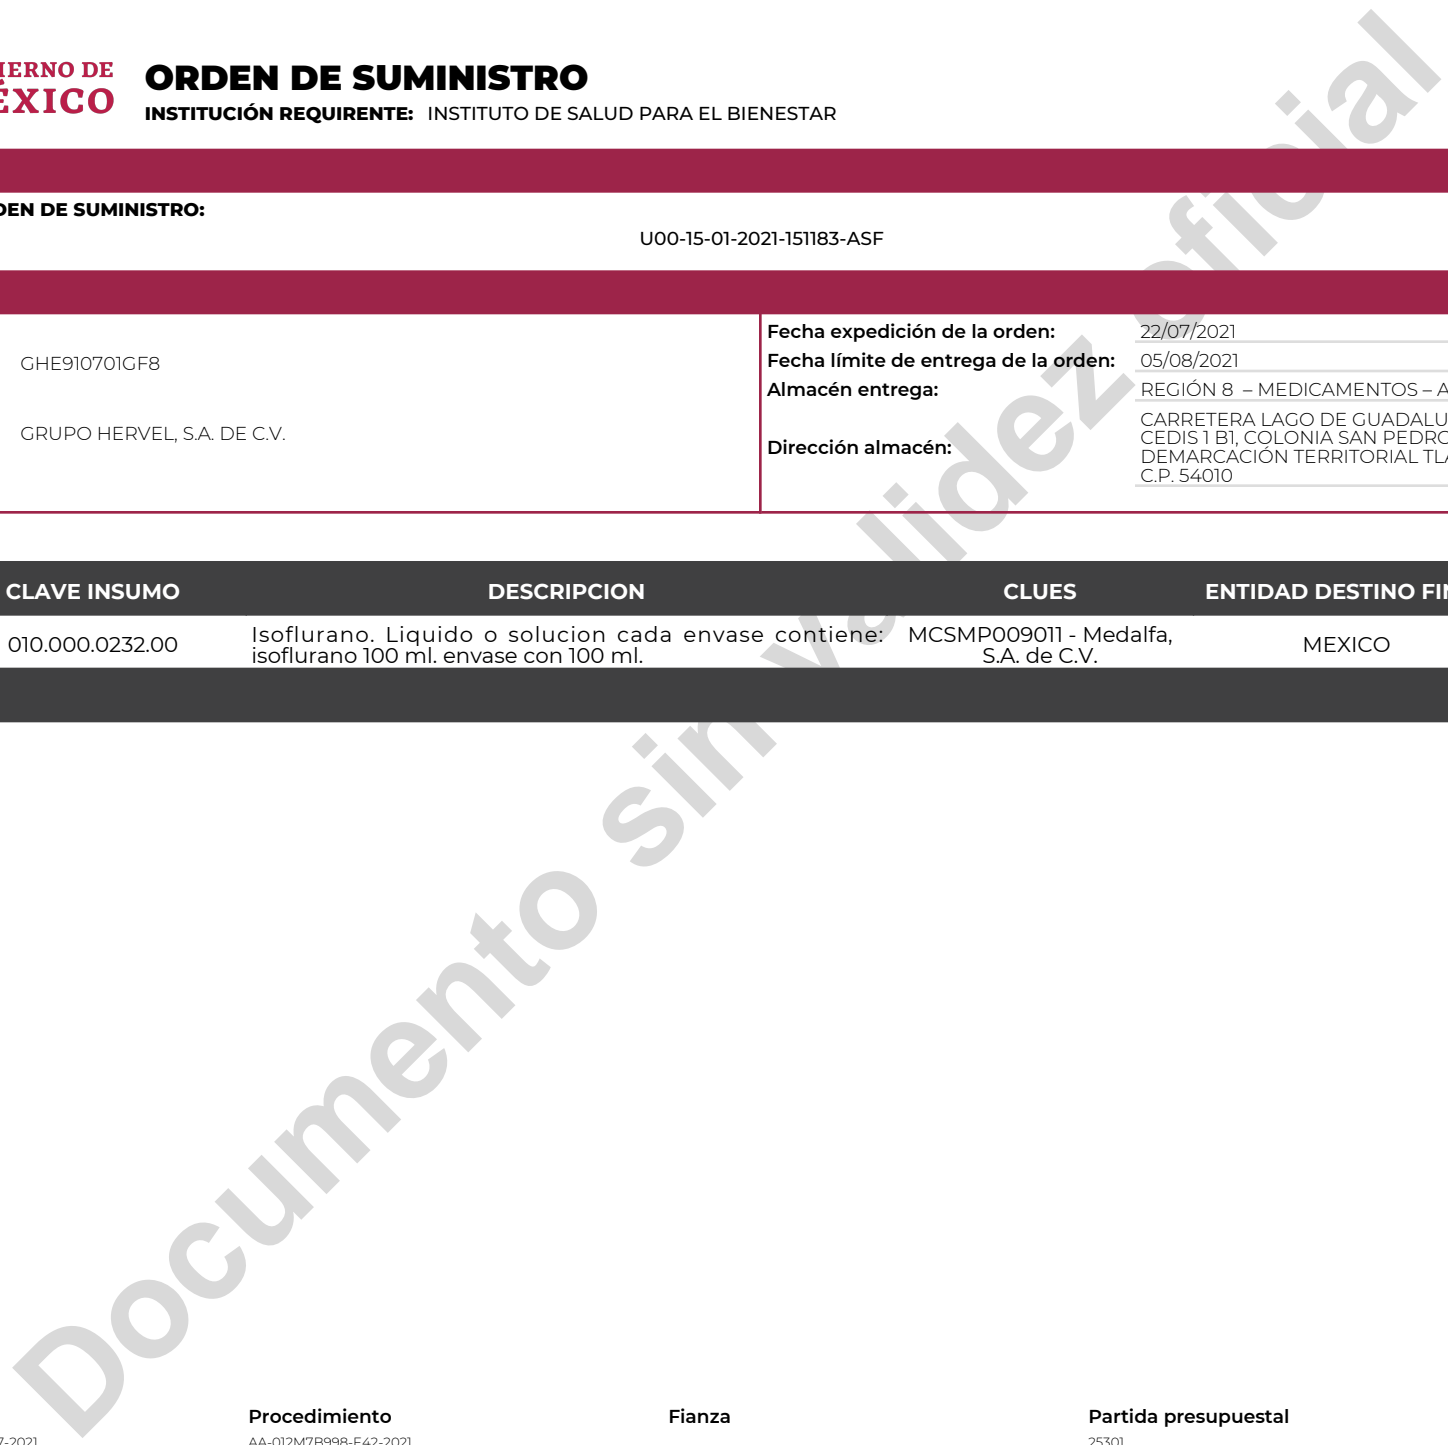 IERNO DE
ÉXICO
ORDEN DE SUMINISTRO
INSTITUCIÓN REQUIRENTE: INSTITUTO DE SALUD PARA EL BIENESTAR
DEN DE SUMINISTRO:
U00-15-01-2021-151183-ASF
GHE910701GF8
GRUPO HERVEL, S.A. DE C.V.
Fecha expedición de la orden: 22/07/2021
Fecha límite de entrega de la orden: 05/08/2021
Almacén entrega: REGIÓN 8 – MEDICAMENTOS – A
Dirección almacén:
CARRETERA LAGO DE GUADALU
CEDIS 1 B1, COLONIA SAN PEDRO
DEMARCACIÓN TERRITORIAL TLA
C.P. 54010
CLAVE INSUMO DESCRIPCION CLUES ENTIDAD DESTINO FIN
010.000.0232.00
Isoflurano. Liquido o solucion cada envase contiene:
isoflurano 100 ml. envase con 100 ml.
MCSMP009011 - Medalfa,
S.A. de C.V.
MEXICO
Documento sin validez oficial
Procedimiento Fianza Partida presupuestal
7-2021 AA-012M7B998-E42-2021 25301